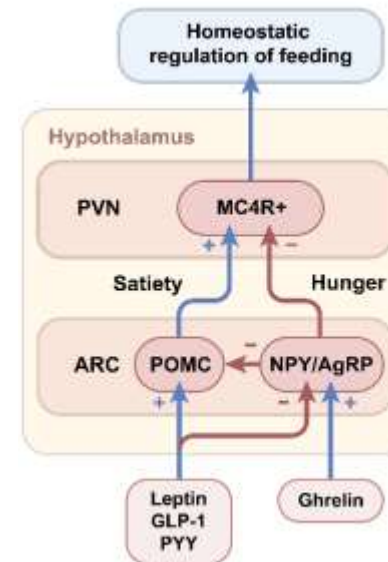 Homeostatic
regulation of feeding
Hypothalamus
PVN
MC4R+
+
−
Satiety
Hunger
−
ARC
POMC
NPY/AgRP
+
−
+
Leptin
GLP-1
PYY
Ghrelin